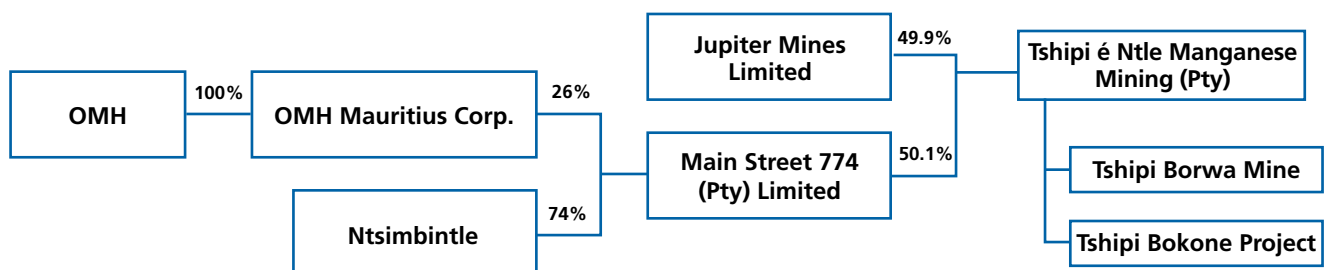 OMH
100%
OMH Mauritius Corp.
26%
Ntsimbintle
74%
Jupiter Mines
Limited
49.9%
Main Street 774
(Pty) Limited
50.1%
Tshipi é Ntle Manganese
Mining (Pty)
Tshipi Borwa Mine
Tshipi Bokone Project